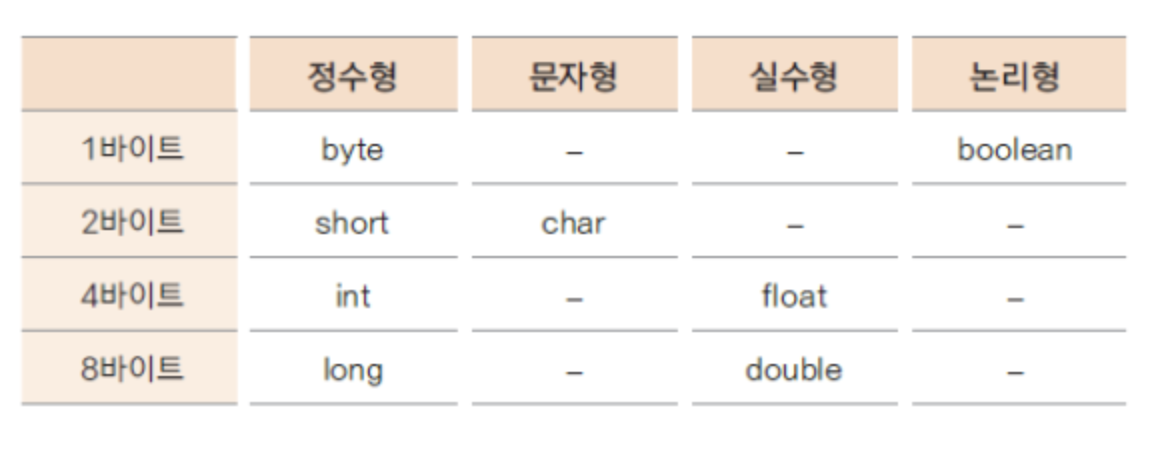 정수형 문자형 실수형 논리형
1바이트 byte – – boolean
2바이트 short char – –
4바이트 int – float –
8바이트 long – double –